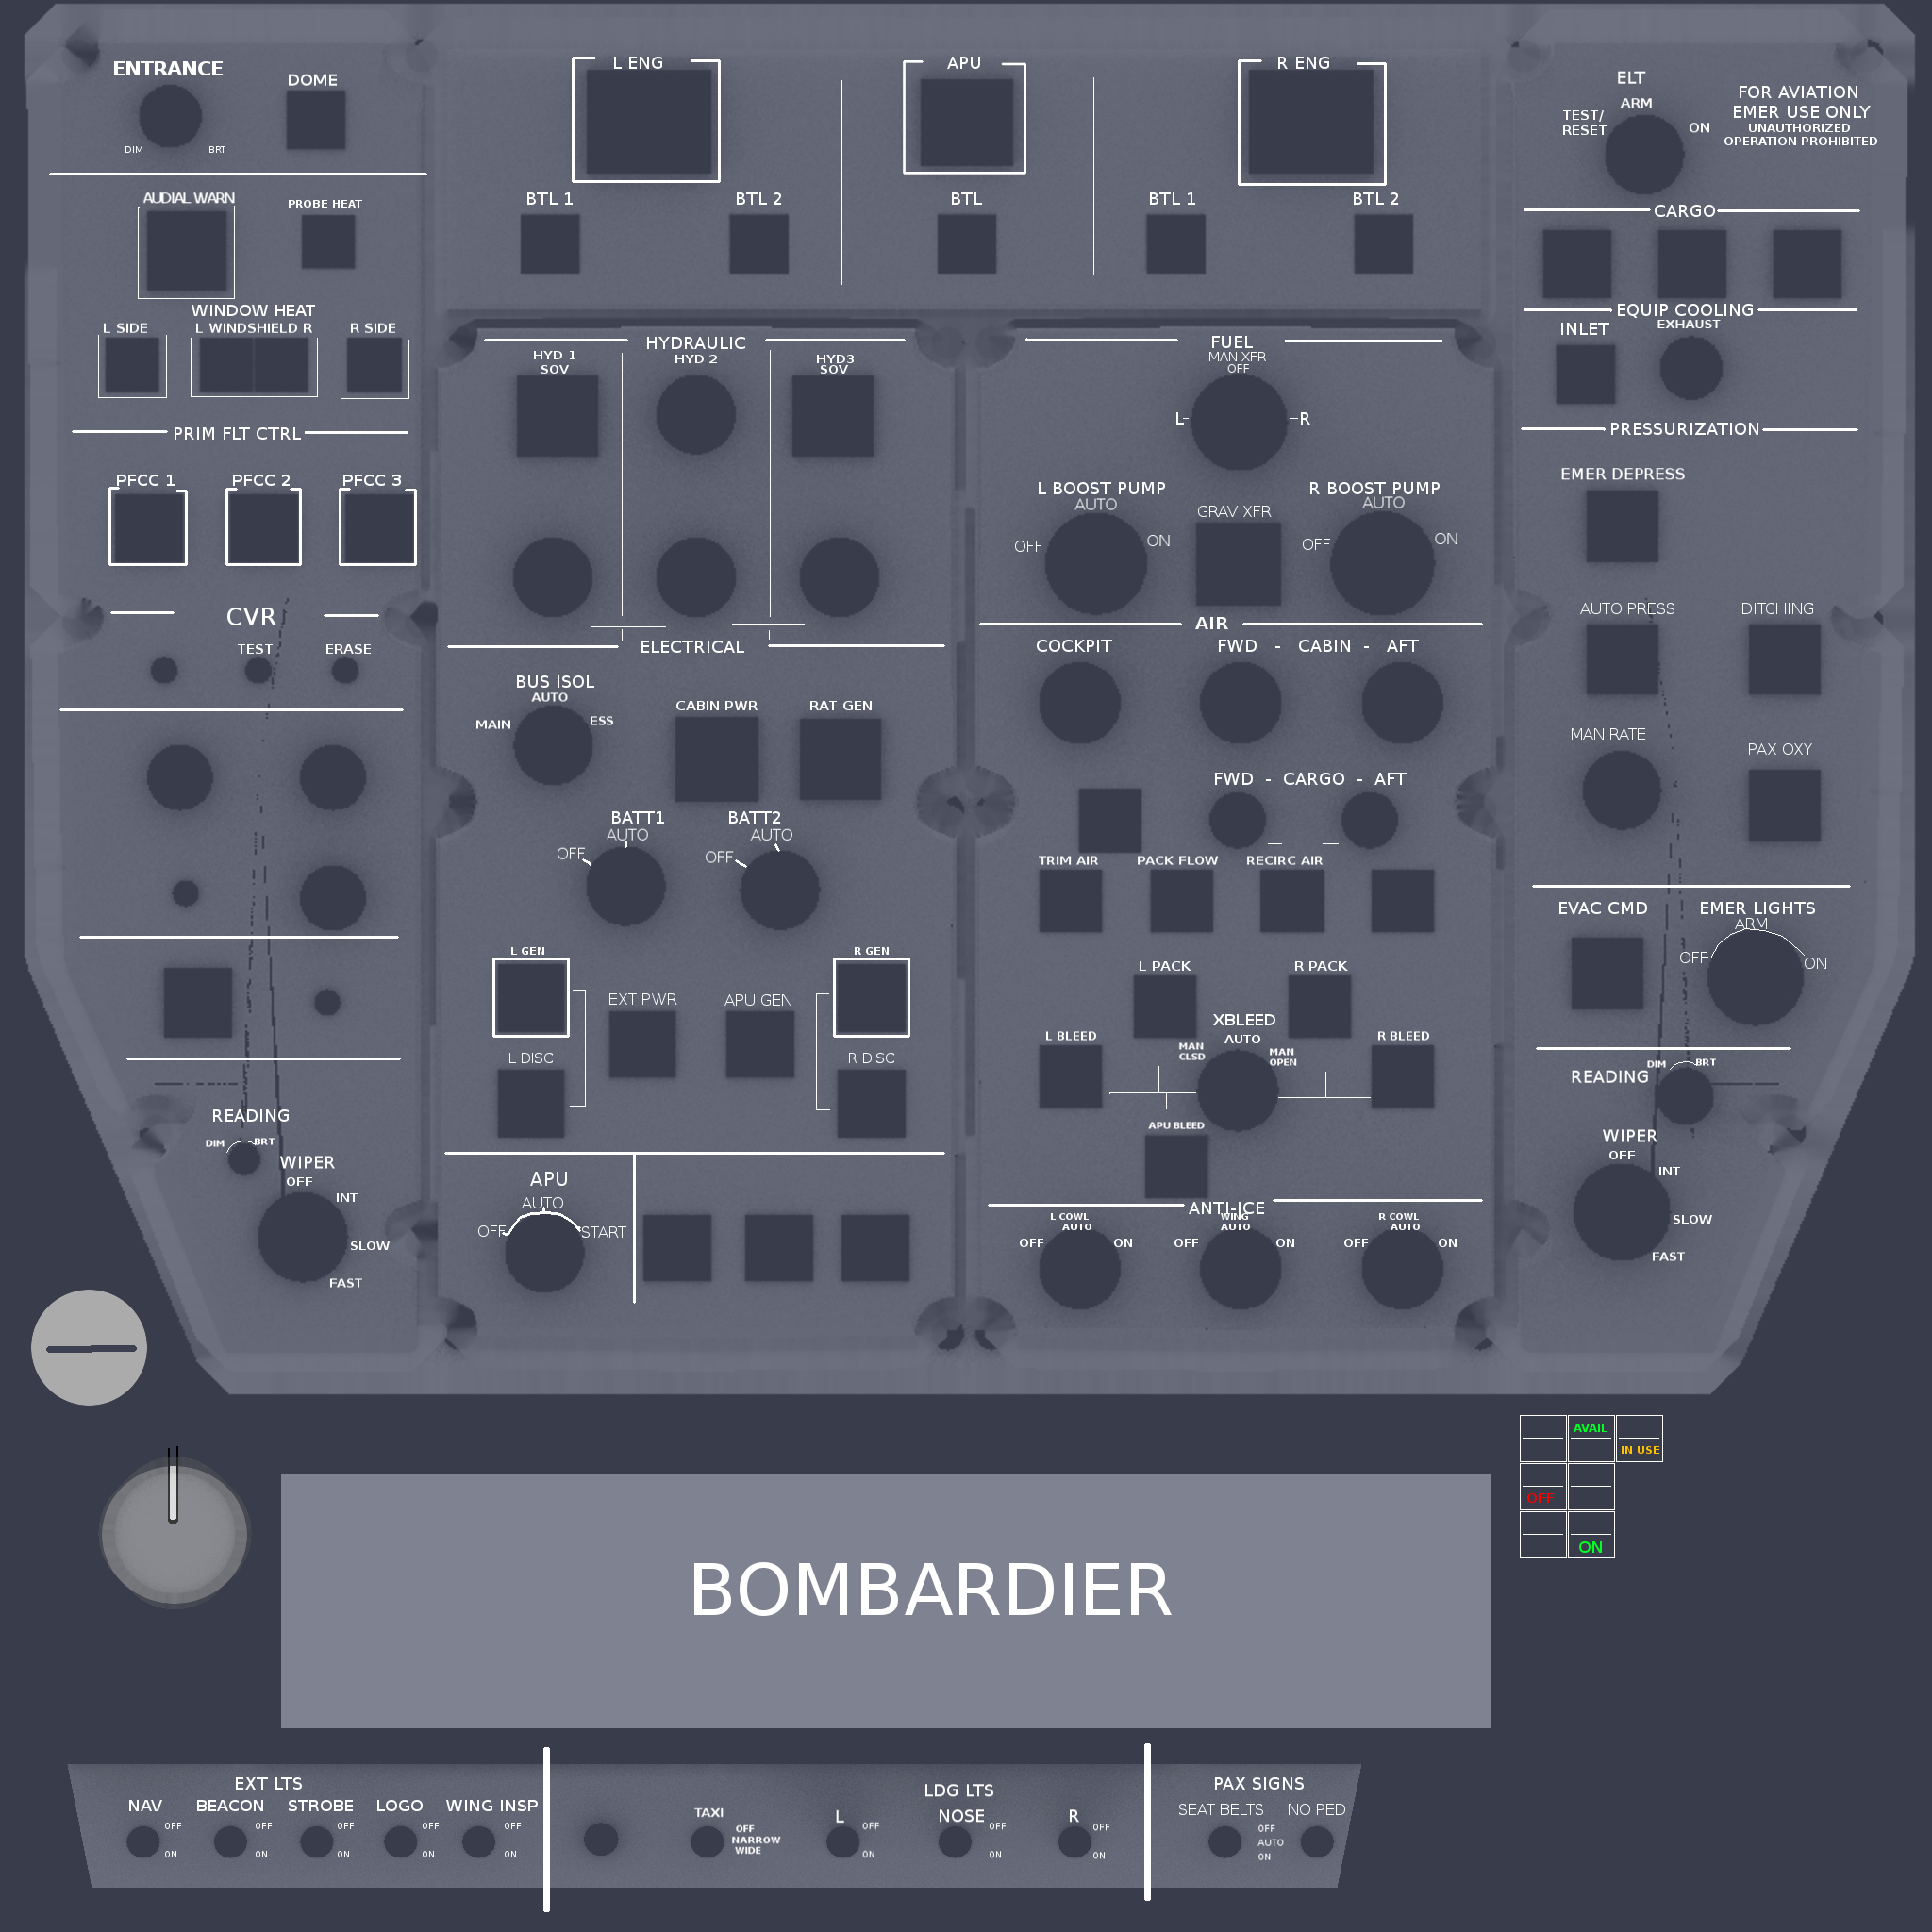 ENTRANCE
DOME
DIM
BRT
AUDIAL WARN
PROBE HEAT
WINDOW HEAT
L SIDE
L WINDSHIELD R
R SIDE
PRIM FLT CTRL
PFCC 1
PFCC 2
PFCC 3
CVR
TEST
ERASE
READING
DIM
BRT
WIPER
OFF
INT
SLOW
FAST
L ENG
APU
R ENG
BTL 1
BTL 2
BTL
BTL 1
BTL 2
HYDRAULIC
HYD 1
SOV
HYD 2
HYD3
SOV
ELECTRICAL
BUS ISOL
AUTO
MAIN
ESS
CABIN PWR
RAT GEN
BATT1
AUTO
OFF
BATT2
AUTO
OFF
L GEN
R GEN
EXT PWR
APU GEN
L DISC
R DISC
APU
AUTO
OFF
START
FUEL
MAN XFR
OFF
L
R
L BOOST PUMP
AUTO
OFF
ON
GRAV XFR
R BOOST PUMP
AUTO
OFF
ON
AIR
COCKPIT
FWD - CABIN - AFT
FWD - CARGO - AFT
TRIM AIR
PACK FLOW
RECIRC AIR
L PACK
R PACK
XBLEED
AUTO
MAN
CLSD
MAN
OPEN
L BLEED
R BLEED
APU BLEED
ANTI-ICE
L COWL
AUTO
OFF
ON
WING
AUTO
OFF
ON
R COWL
AUTO
OFF
ON
ELT
ARM
TEST/
RESET
ON
FOR AVIATION
EMER USE ONLY
UNAUTHORIZED
OPERATION PROHIBITED
CARGO
EQUIP COOLING
INLET
EXHAUST
PRESSURIZATION
EMER DEPRESS
AUTO PRESS
DITCHING
MAN RATE
PAX OXY
EVAC CMD
EMER LIGHTS
ARM
OFF
ON
READING
DIM
BRT
WIPER
OFF
INT
SLOW
FAST
AVAIL
IN USE
OFF
ON
BOMBARDIER
EXT LTS
NAV
BEACON
STROBE
LOGO
WING INSP
OFF
ON
OFF
ON
OFF
ON
OFF
ON
OFF
ON
TAXI
OFF
NARROW
WIDE
LDG LTS
L
OFF
ON
NOSE
OFF
ON
R
OFF
ON
PAX SIGNS
SEAT BELTS
NO PED
OFF
AUTO
ON